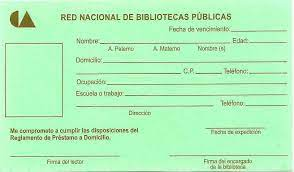 RED NACIONAL DE BIBLIOTECAS PÚBLICAS
Fecha de vencimiento:
Nombre: Edad:
A. Paterno A. Materno Nombre (s)
Domicilio:
C.P. Teléfono:
Ocupación:
Escuela o trabajo: Teléfono:
Dirección
Me comprometo a cumplir las disposiciones del
Reglamento de Préstamo a Domicilio.
Fecha de expedición
Firma del lector
Firma del encargado
de la biblioteca